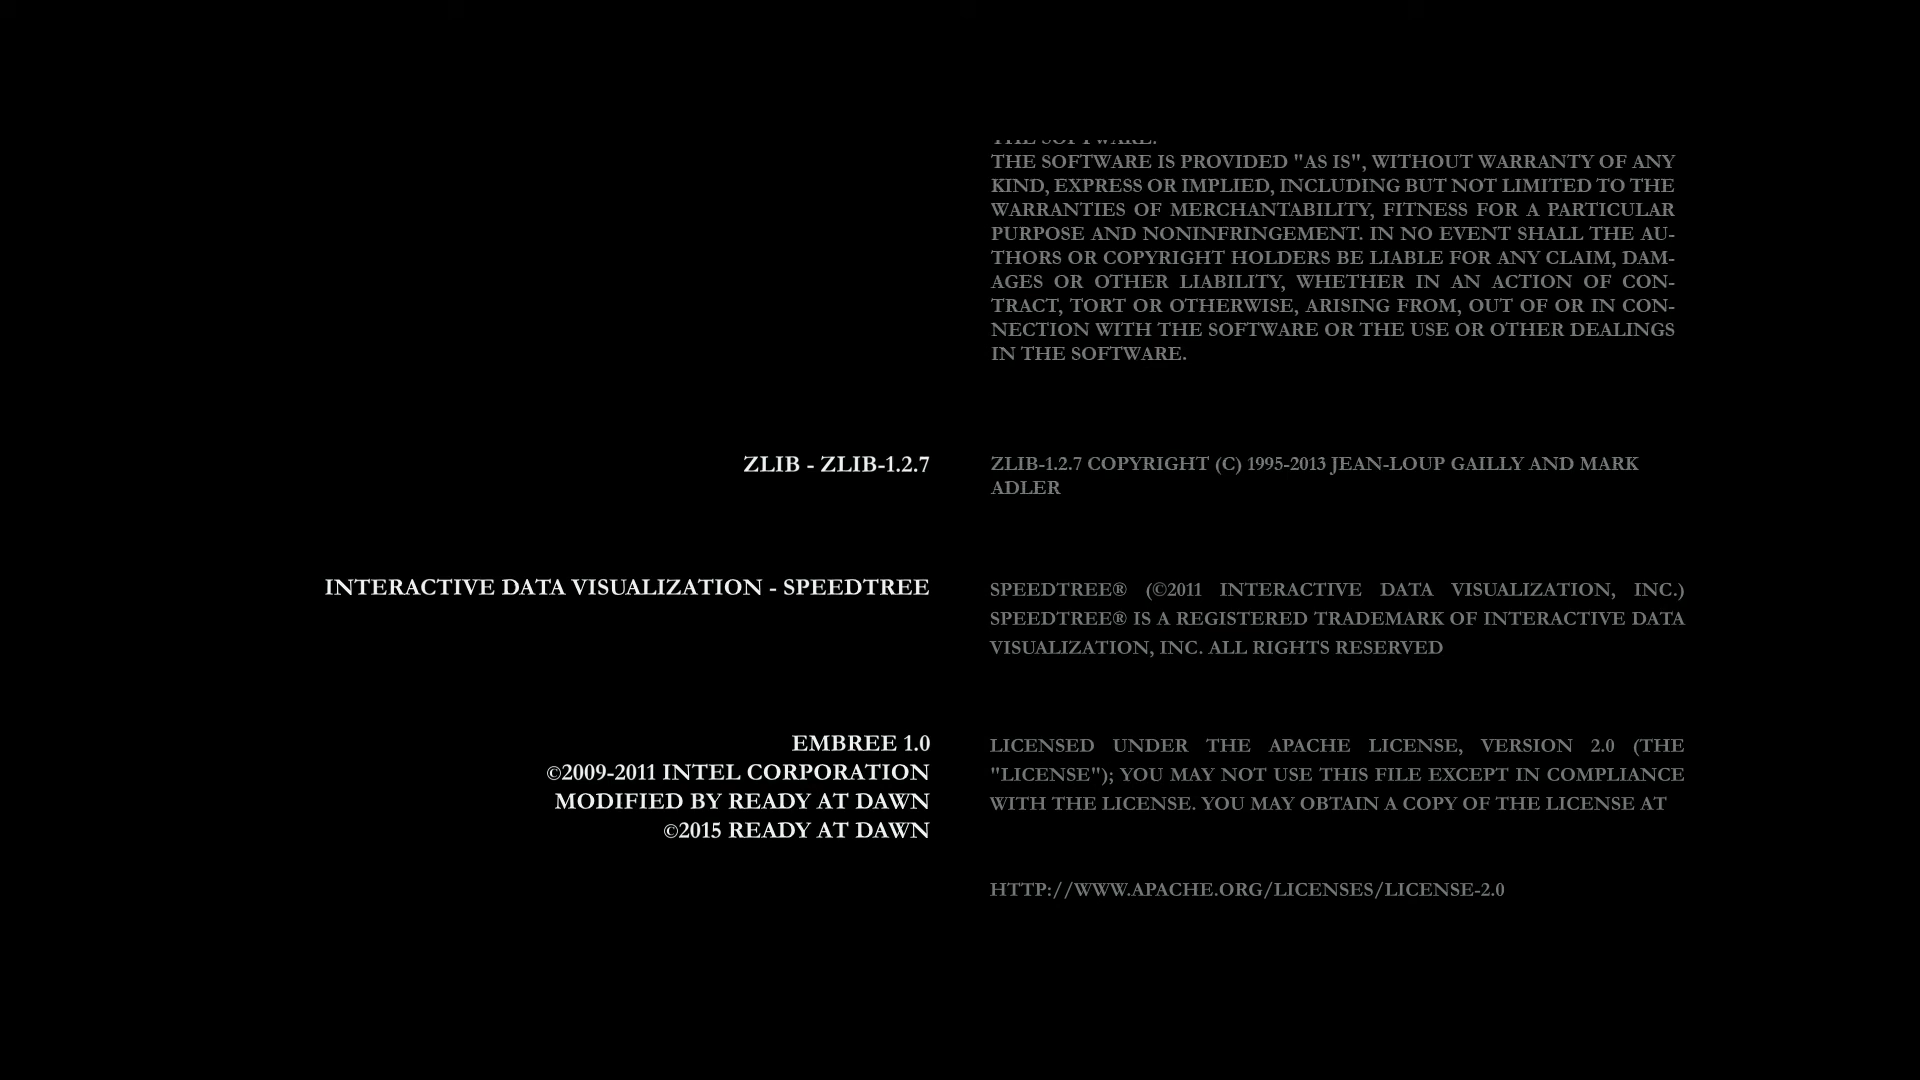 THE SOFTWARE.
THE SOFTWARE IS PROVIDED "AS IS", WITHOUT WARRANTY OF ANY
KIND, EXPRESS OR IMPLIED, INCLUDING BUT NOT LIMITED TO THE
WARRANTIES OF MERCHANTABILITY, FITNESS FOR A PARTICULAR
PURPOSE AND NONINFRINGEMENT. IN NO EVENT SHALL THE AU-
THORS OR COPYRIGHT HOLDERS BE LIABLE FOR ANY CLAIM, DAM-
AGES OR OTHER LIABILITY, WHETHER IN AN ACTION OF CON-
TRACT, TORT OR OTHERWISE, ARISING FROM, OUT OF OR IN CON-
NECTION WITH THE SOFTWARE OR THE USE OR OTHER DEALINGS
IN THE SOFTWARE.
ZLIB - ZLIB-1.2.7
ZLIB-1.2.7 COPYRIGHT (C) 1995-2013 JEAN-LOUP GAILLY AND MARK
ADLER
INTERACTIVE DATA VISUALIZATION - SPEEDTREE
SPEEDTREE® (©2011 INTERACTIVE DATA VISUALIZATION, INC.)
SPEEDTREE® IS A REGISTERED TRADEMARK OF INTERACTIVE DATA
VISUALIZATION, INC. ALL RIGHTS RESERVED
EMBREE 1.0
©2009-2011 INTEL CORPORATION
MODIFIED BY READY AT DAWN
©2015 READY AT DAWN
LICENSED UNDER THE APACHE LICENSE, VERSION 2.0 (THE
"LICENSE"); YOU MAY NOT USE THIS FILE EXCEPT IN COMPLIANCE
WITH THE LICENSE. YOU MAY OBTAIN A COPY OF THE LICENSE AT
HTTP://WWW.APACHE.ORG/LICENSES/LICENSE-2.0